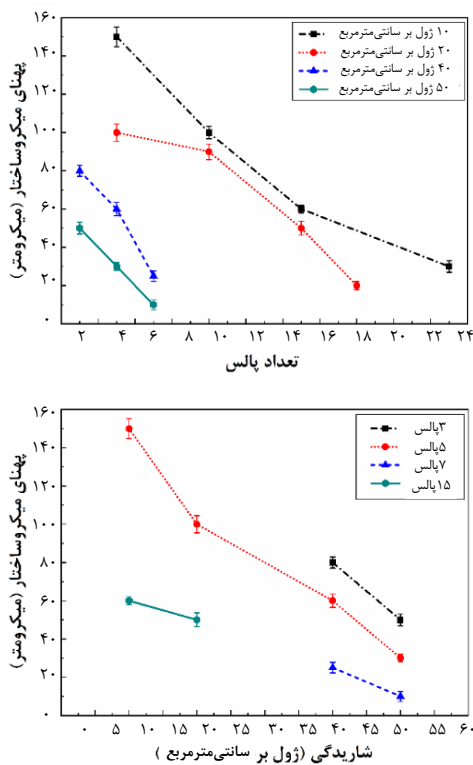 ۱۶۰
۱۴۰
۱۲۰
۱۰۰
۸۰
۶۰
۴۰
۲۰
۰
پهنای میکروساختار (میکرومتر)
۱۰ ژول بر سانتی‌مترمربع
۲۰ ژول بر سانتی‌مترمربع
۴۰ ژول بر سانتی‌مترمربع
۵۰ ژول بر سانتی‌مترمربع
۲ ۴ ۶ ۸ ۱۰ ۱۲ ۱۴ ۱۶ ۱۸ ۲۰ ۲۲ ۲۴
تعداد پالس
۱۶۰
۱۴۰
۱۲۰
۱۰۰
۸۰
۶۰
۴۰
۲۰
۰
پهنای میکروساختار (میکرومتر)
۳پالس
۵پالس
۷پالس
۱۵پالس
۰ ۵ ۱۰ ۱۵ ۲۰ ۲۵ ۳۰ ۳۵ ۴۰ ۴۵ ۵۰ ۵۵ ۶۰
شاریدگی (ژول بر سانتی‌مترمربع )